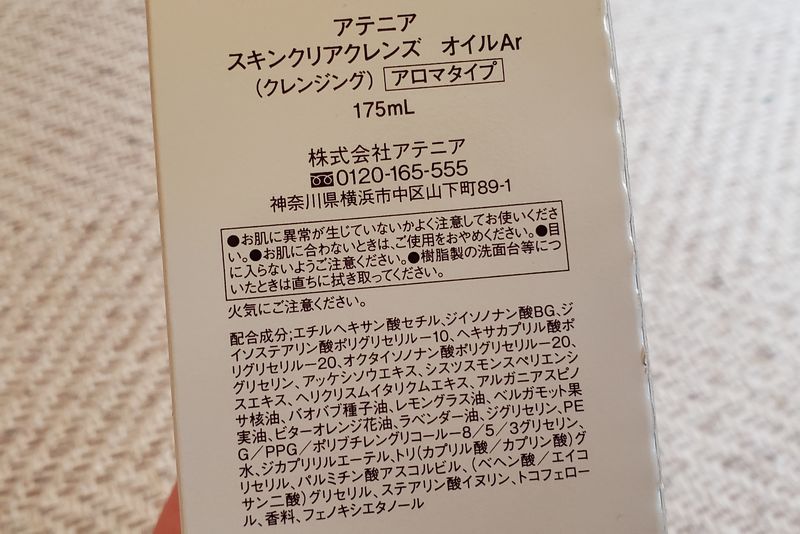 アテニア
スキンクリアクレンズ　オイルAr
（クレンジング）アロマタイプ
175mL
株式会社アテニア
0120-165-555
神奈川県横浜市中区山下町89-1
●お肌に異常が生じていないかよく注意してお使いくださ
い。●お肌に合わないときは、ご使用をおやめください。●目
に入らないようご注意ください。●樹脂製の洗面台等につ
いたときは直ちに拭き取ってください。
火気にご注意ください。
配合成分；エチルヘキサン酸セチル、ジイソノナン酸BG、ジ
イソステアリン酸ポリグリセリル－10、ヘキサカプリル酸ポ
リグリセリル－20、オクタイソノナン酸ポリグリセリル－20、
グリセリン、アッケシソウエキス、シスツスモンスペリエンシ
スエキス、ヘリクリスムイタリクムエキス、アルガニアスピノ
サ核油、バオバブ種子油、レモングラス油、ベルガモット果
実油、ビターオレンジ花油、ラベンダー油、ジグリセリン、PE
G／PPG／ポリブチレングリコール－8／5／3グリセリン、
水、ジカプリリルエーテル、トリ（カプリル酸／カプリン酸）グ
リセリル、パルミチン酸アスコルビル、（ベヘン酸／エイコ
サン二酸）グリセリル、ステアリン酸イヌリン、トコフェロー
ル、香料、フェノキシエタノール